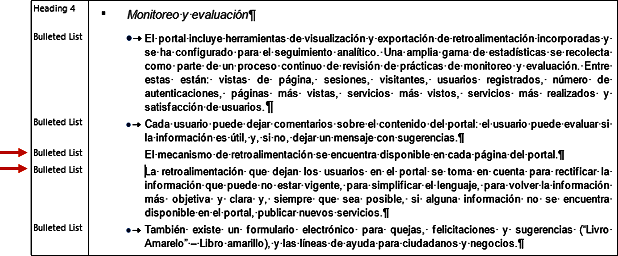 Heading 4
▪ Monitoreo y evaluación¶
Bulleted List
•→ El portal incluye herramientas de visualización y exportación de retroalimentación incorporadas y
se ha configurado para el seguimiento analítico. Una amplia gama de estadísticas se recolecta
como parte de un proceso continuo de revisión de prácticas de monitoreo y evaluación. Entre
estas están: vistas de página, sesiones, visitantes, usuarios registrados, número de
autenticaciones, páginas más vistas, servicios más vistos, servicios más realizados y
satisfacción de usuarios.¶
Bulleted List
•→ Cada usuario puede dejar comentarios sobre el contenido del portal: el usuario puede evaluar si
la información es útil, y, si no, dejar un mensaje con sugerencias.¶
Bulleted List
El mecanismo de retroalimentación se encuentra disponible en cada página del portal.¶
Bulleted List
La retroalimentación que dejan los usuarios en el portal se toma en cuenta para rectificar la
información que puede no estar vigente, para simplificar el lenguaje, para volver la información
más objetiva y clara y, siempre que sea posible, si alguna información no se encuentra
disponible en el portal, publicar nuevos servicios.¶
Bulleted List
•→ También existe un formulario electrónico para quejas, felicitaciones y sugerencias ("Livro
Amarelo" – Libro amarillo), y las líneas de ayuda para ciudadanos y negocios.¶